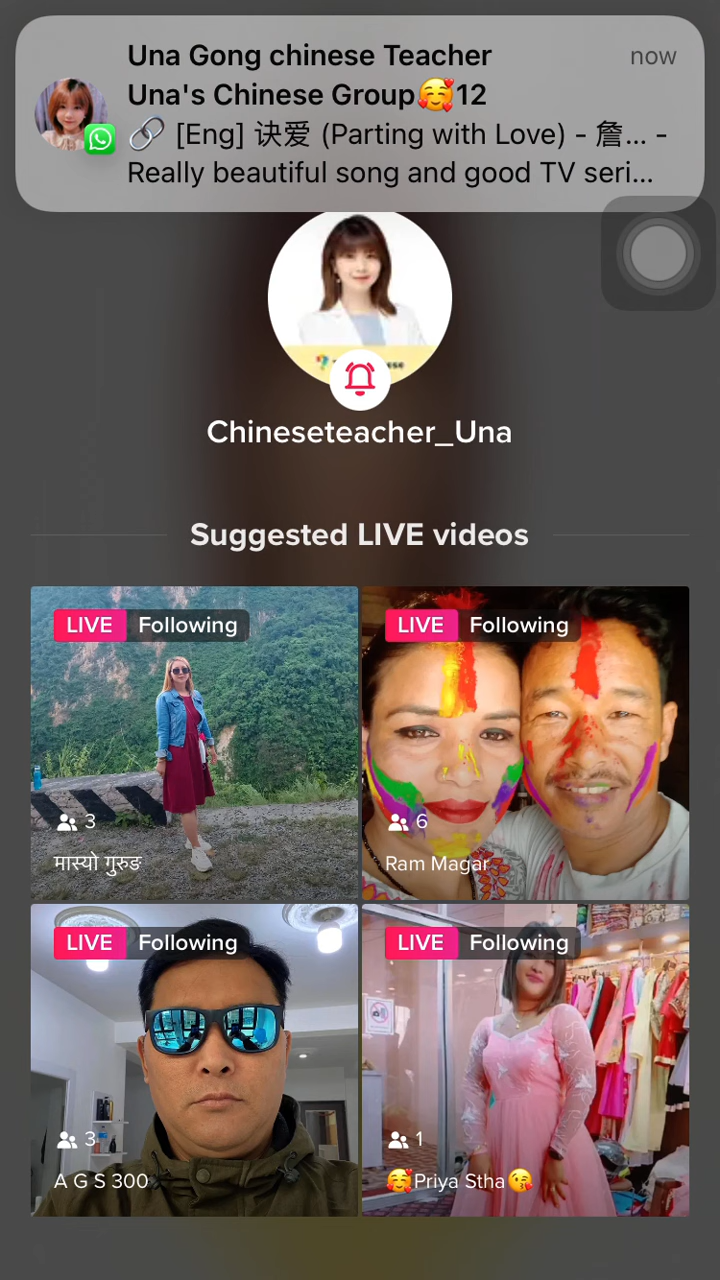 Una Gong chinese Teacher
now
Una's Chinese Group🥰12
🔗 [Eng] 诀爱 (Parting with Love) - 詹... -
Really beautiful song and good TV seri...
Chineseteacher_Una
Suggested LIVE videos
LIVE Following
LIVE Following
3
मास्यो गुरुङ
6
Ram Magar
LIVE Following
LIVE Following
3
A G S 300
1
🥰Priya Stha😘